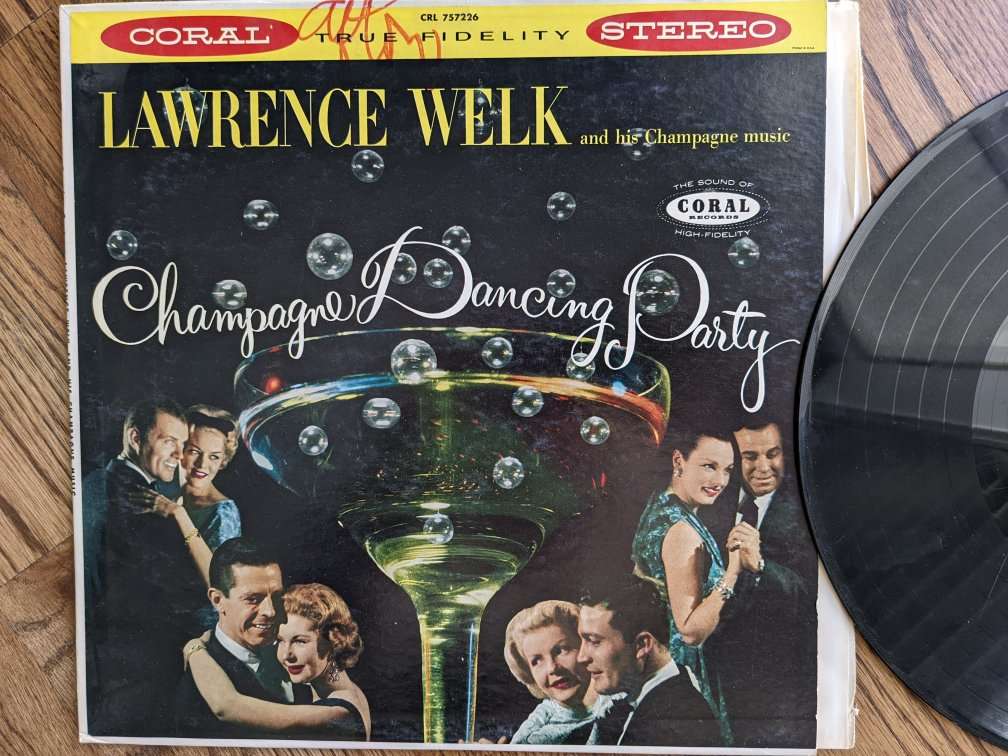 CRL 757226
CORAL TRUE FIDELITY STEREO
LAWRENCE WELK and his Champagne music
THE SOUND OF
CORAL
RECORDS
HIGH-FIDELITY
Champagne Dancing Party